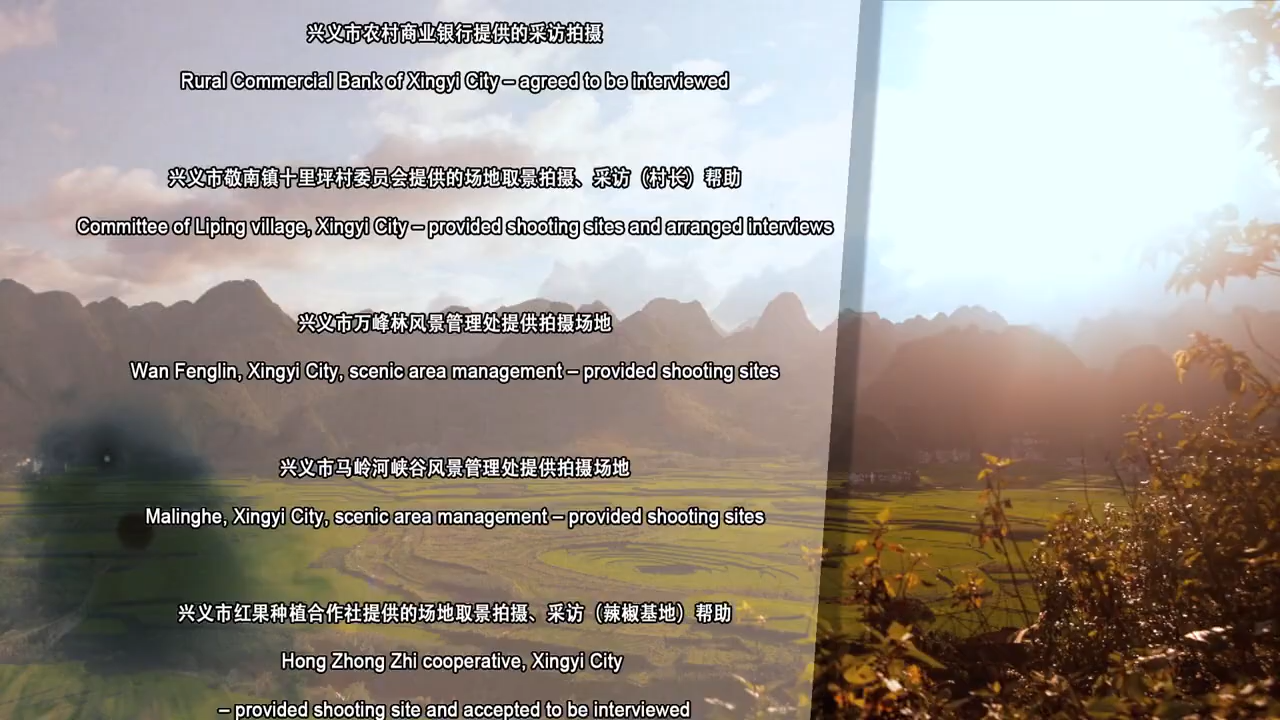 兴义市农村商业银行提供的采访拍摄
Rural Commercial Bank of Xingyi City – agreed to be interviewed
兴义市敬南镇十里坪村委员会提供的场地取景拍摄、采访（村长）帮助
Committee of Liping village, Xingyi City – provided shooting sites and arranged interviews
兴义市万峰林风景管理处提供拍摄场地
Wan Fenglin, Xingyi City, scenic area management – provided shooting sites
兴义市马岭河峡谷风景管理处提供拍摄场地
Malinghe, Xingyi City, scenic area management – provided shooting sites
兴义市红果种植合作社提供的场地取景拍摄、采访（辣椒基地）帮助
Hong Zhong Zhi cooperative, Xingyi City
– provided shooting site and accepted to be interviewed